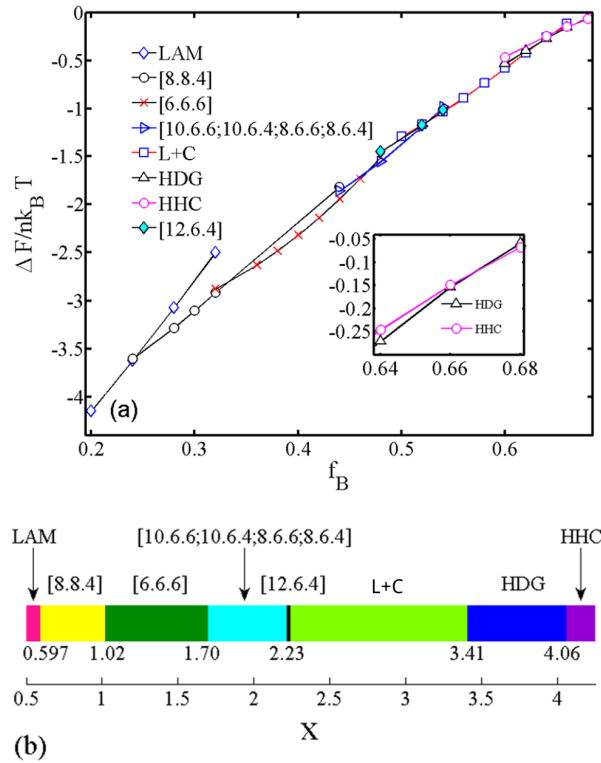 0
-0.5
-1
-1.5
-2
-2.5
-3
-3.5
-4
Δ F/nk_B T
LAM
[8.8.4]
[6.6.6]
[10.6.6;10.6.4;8.6.6;8.6.4]
L+C
HDG
HHC
[12.6.4]
-0.05
-0.1
-0.15
-0.2
-0.25
HDG
HHC
0.64 0.66 0.68
(a)
0.2 0.3 0.4 0.5 0.6
f_B
LAM [10.6.6;10.6.4;8.6.6;8.6.4] HHC
[8.8.4] [6.6.6] [12.6.4] L+C HDG
0.597 1.02 1.70 2.23 3.41 4.06
0.5 1 1.5 2 2.5 3 3.5 4
X
(b)